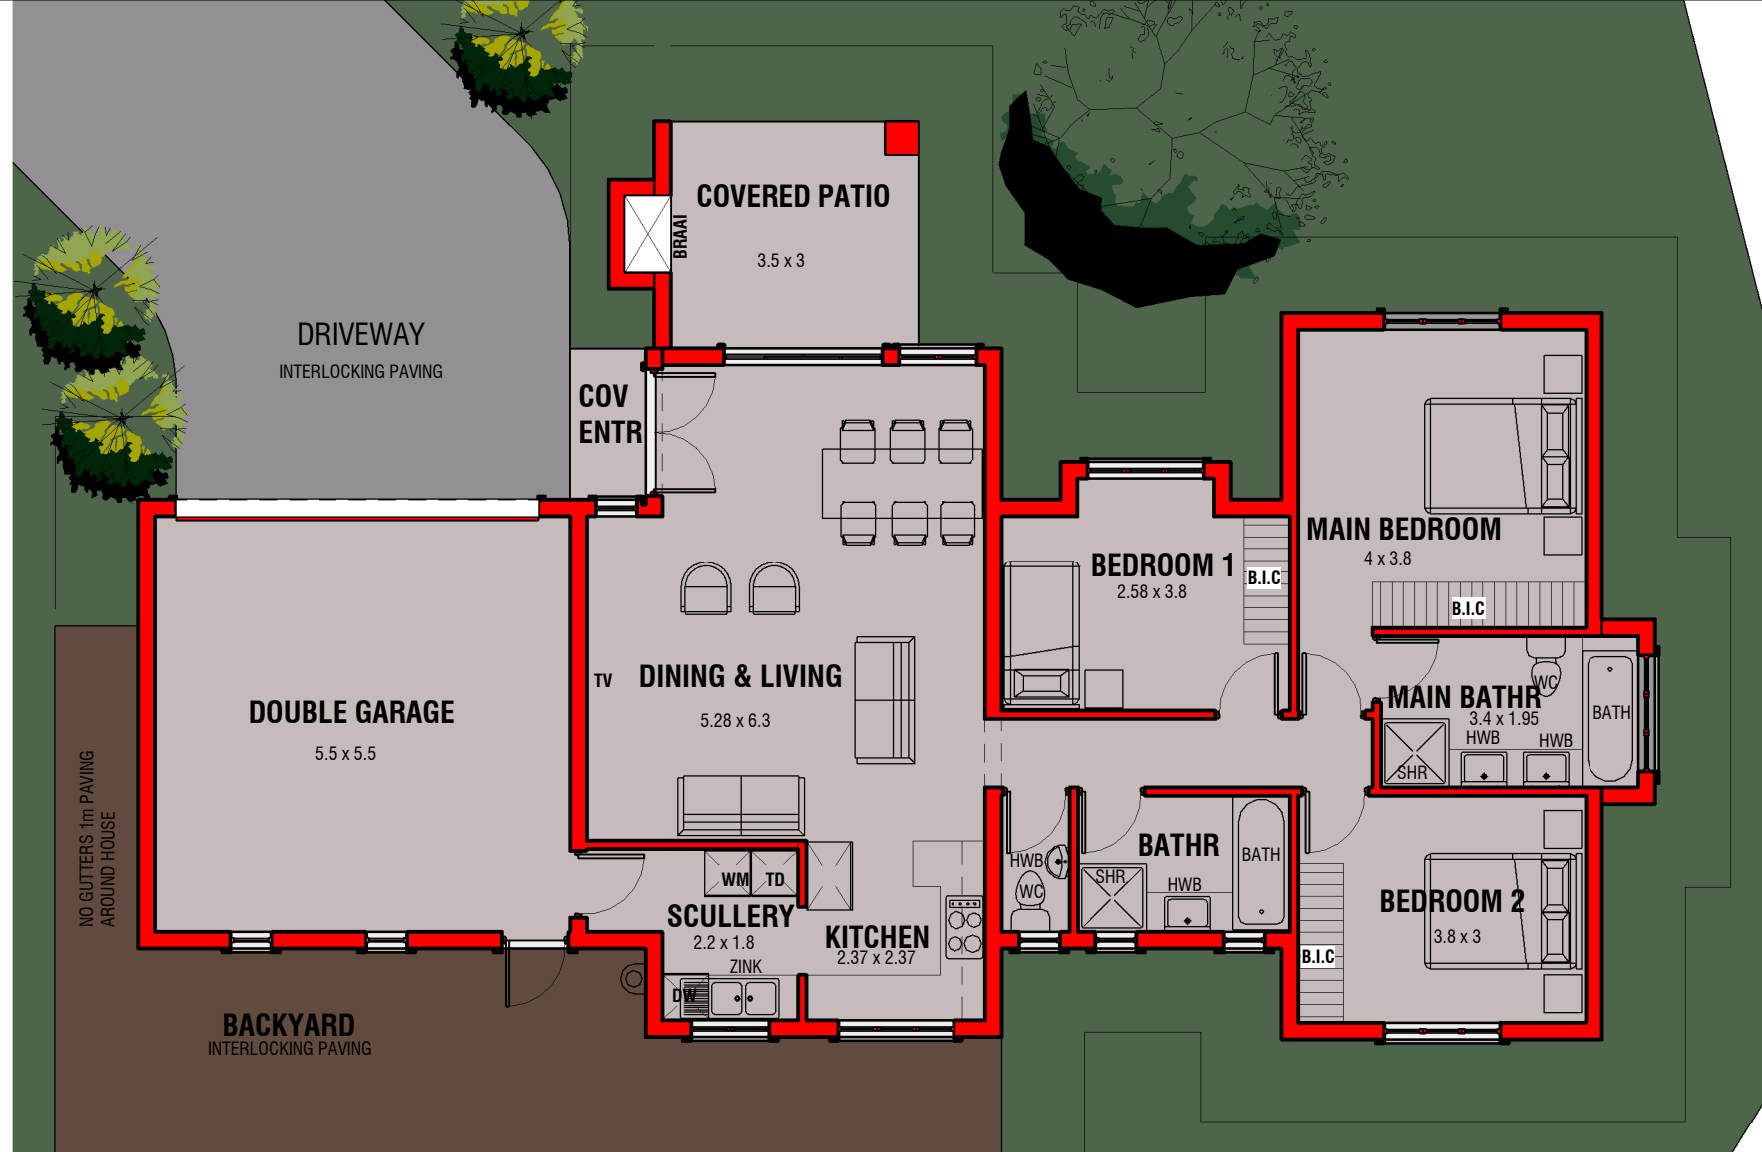 COVERED PATIO
3.5 x 3
BRAAI
DRIVEWAY
INTERLOCKING PAVING
COV
ENTR
MAIN BEDROOM
4 x 3.8
B.I.C
BEDROOM 1
2.58 x 3.8
B.I.C
TV
DINING & LIVING
5.28 x 6.3
DOUBLE GARAGE
5.5 x 5.5
MAIN BATHR
3.4 x 1.95
WC
BATH
HWB
HWB
SHR
NO GUTTERS 1m PAVING
AROUND HOUSE
WM
TD
SCULLERY
2.2 x 1.8
ZINK
DW
KITCHEN
2.37 x 2.37
HWB
WC
BATHR
SHR
HWB
BATH
BEDROOM 2
3.8 x 3
B.I.C
BACKYARD
INTERLOCKING PAVING